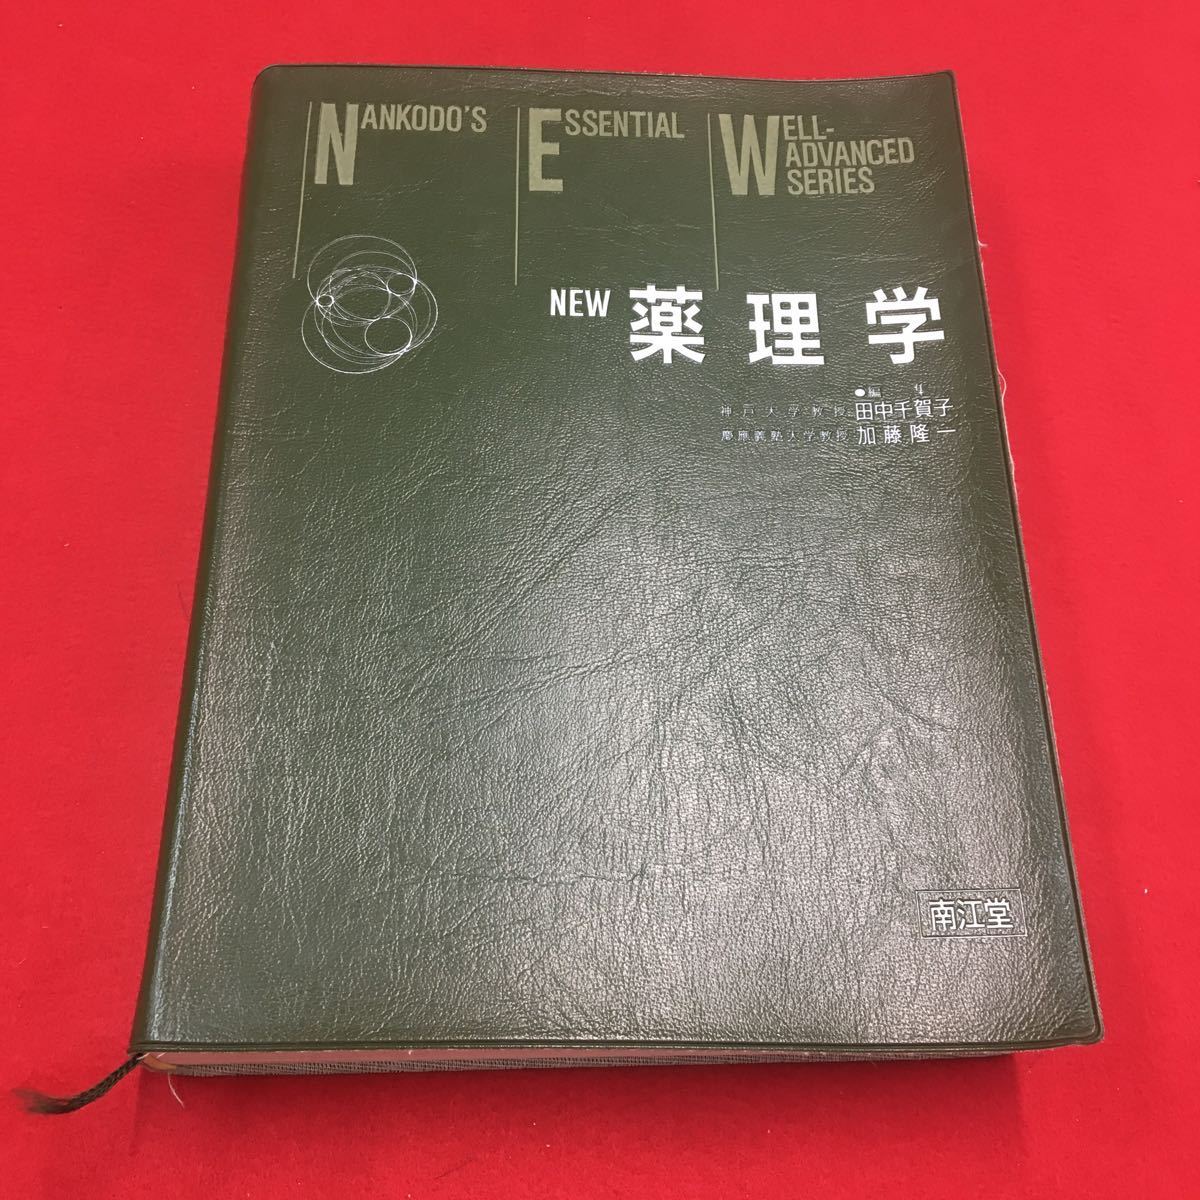 NANKODO'S
ESSENTIAL
WELL-
ADVANCED
SERIES
NEW 薬理学
●編集
神戸大学教授 田中千賀子
慶應義塾大学教授 加藤隆一
南江堂